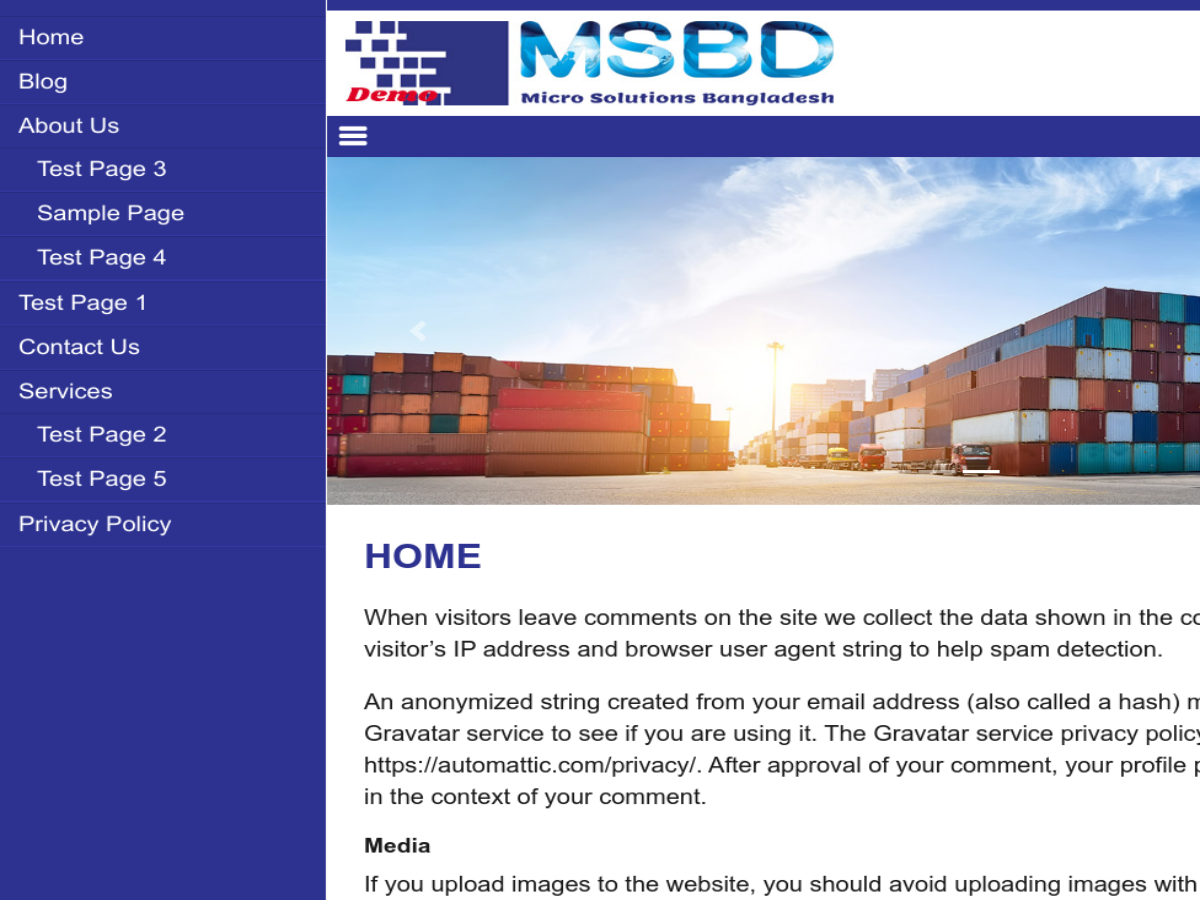 Home
Blog
About Us
Test Page 3
Sample Page
Test Page 4
Test Page 1
Contact Us
Services
Test Page 2
Test Page 5
Privacy Policy
Demo
MSBD
Micro Solutions Bangladesh
HOME
When visitors leave comments on the site we collect the data shown in the
visitor’s IP address and browser user agent string to help spam detection.
An anonymized string created from your email address (also called a hash)
Gravatar service to see if you are using it. The Gravatar service privacy policy
https://automattic.com/privacy/. After approval of your comment, your profile
in the context of your comment.
Media
If you upload images to the website, you should avoid uploading images with